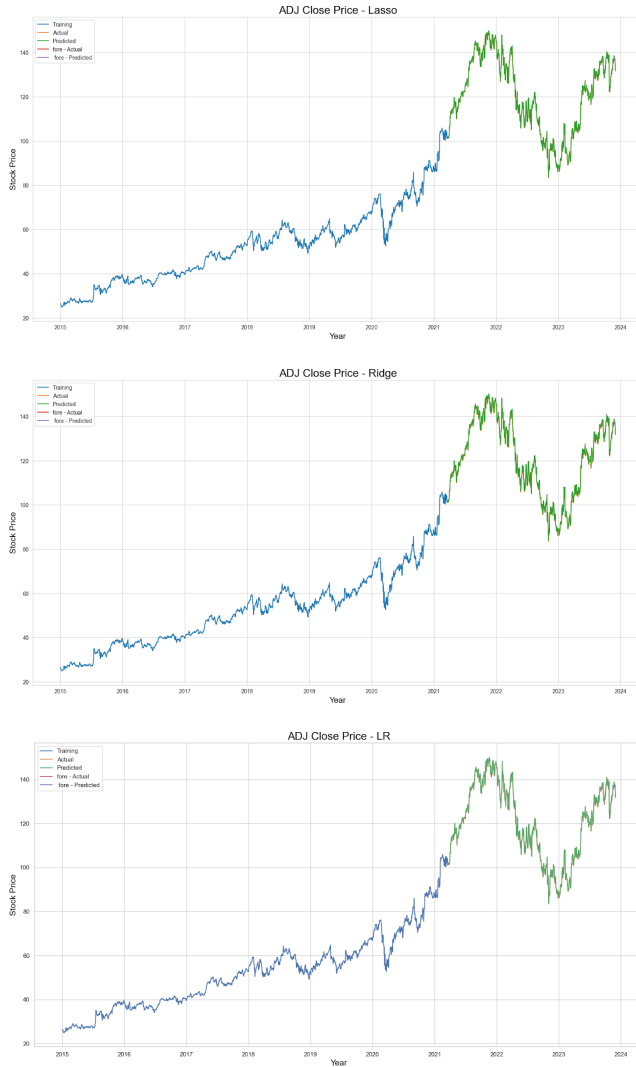 ADJ Close Price - Lasso
Training
Actual
Predicted
fore - Actual
fore - Predicted
140
120
100
80
60
40
20
Stock Price
2015 2016 2017 2018 2019 2020 2021 2022 2023 2024
Year
ADJ Close Price - Ridge
Training
Actual
Predicted
fore - Actual
fore - Predicted
140
120
100
80
60
40
20
Stock Price
2015 2016 2017 2018 2019 2020 2021 2022 2023 2024
Year
ADJ Close Price - LR
Training
Actual
Predicted
fore - Actual
fore - Predicted
140
120
100
80
60
40
20
Stock Price
2015 2016 2017 2018 2019 2020 2021 2022 2023 2024
Year